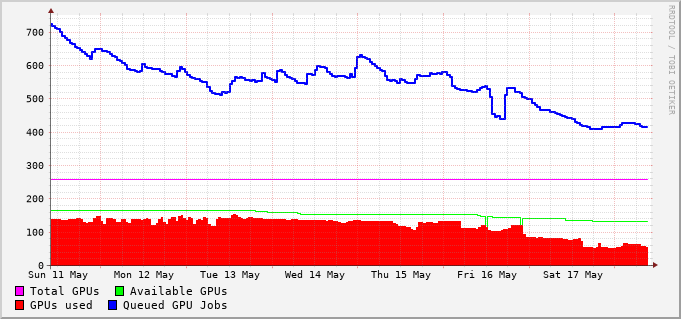 700
600
500
400
300
200
100
0
Sun 11 May Mon 12 May Tue 13 May Wed 14 May Thu 15 May Fri 16 May Sat 17 May
Total GPUs Available GPUs
GPUs used Queued GPU Jobs
RRDTOOL / TOBI OETIKER